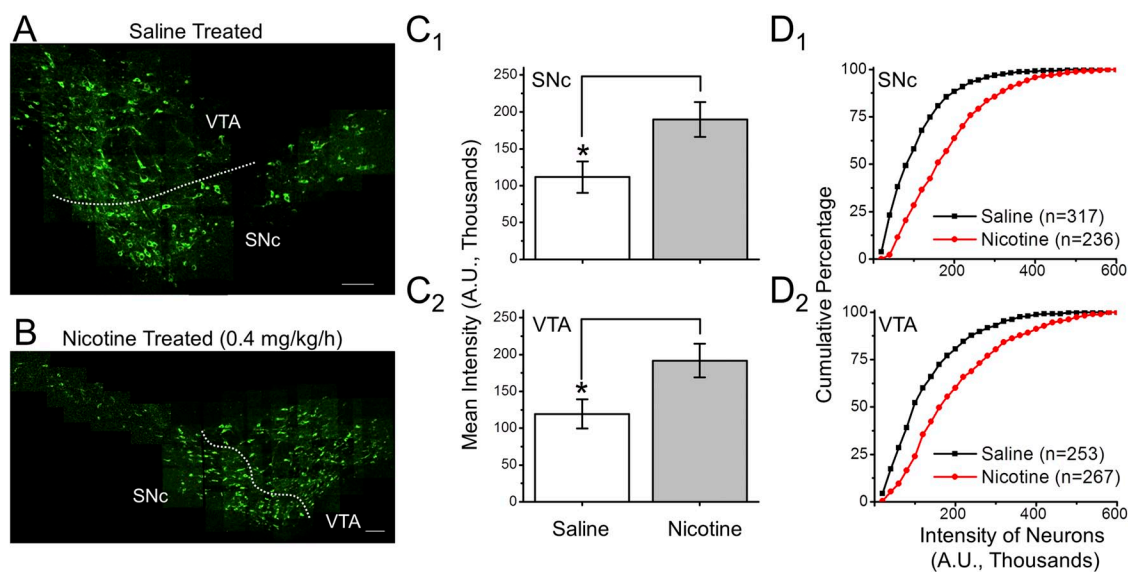 A
Saline Treated
VTA
SNc
B
Nicotine Treated (0.4 mg/kg/h)
SNc
VTA
C1
Mean Intensity (A.U., Thousands)
250
200
150
100
50
0
SNc
*
C2
250
200
150
100
50
0
VTA
*
Saline
Nicotine
D1
Cumulative Percentage
100
75
50
25
0
SNc
Saline (n=317)
Nicotine (n=236)
200
400
600
D2
100
75
50
25
0
VTA
Saline (n=253)
Nicotine (n=267)
200
400
600
Intensity of Neurons
(A.U., Thousands)